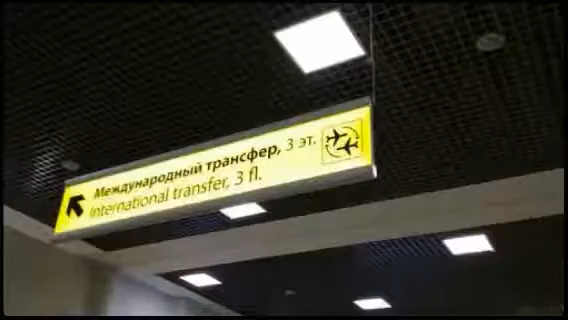 Международный трансфер, 3 эт.
International transfer, 3 fl.